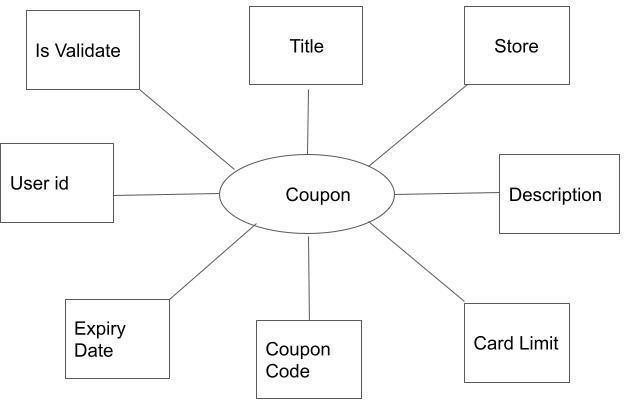 Is Validate
Title
Store
User id
Coupon
Description
Expiry
Date
Coupon
Code
Card Limit